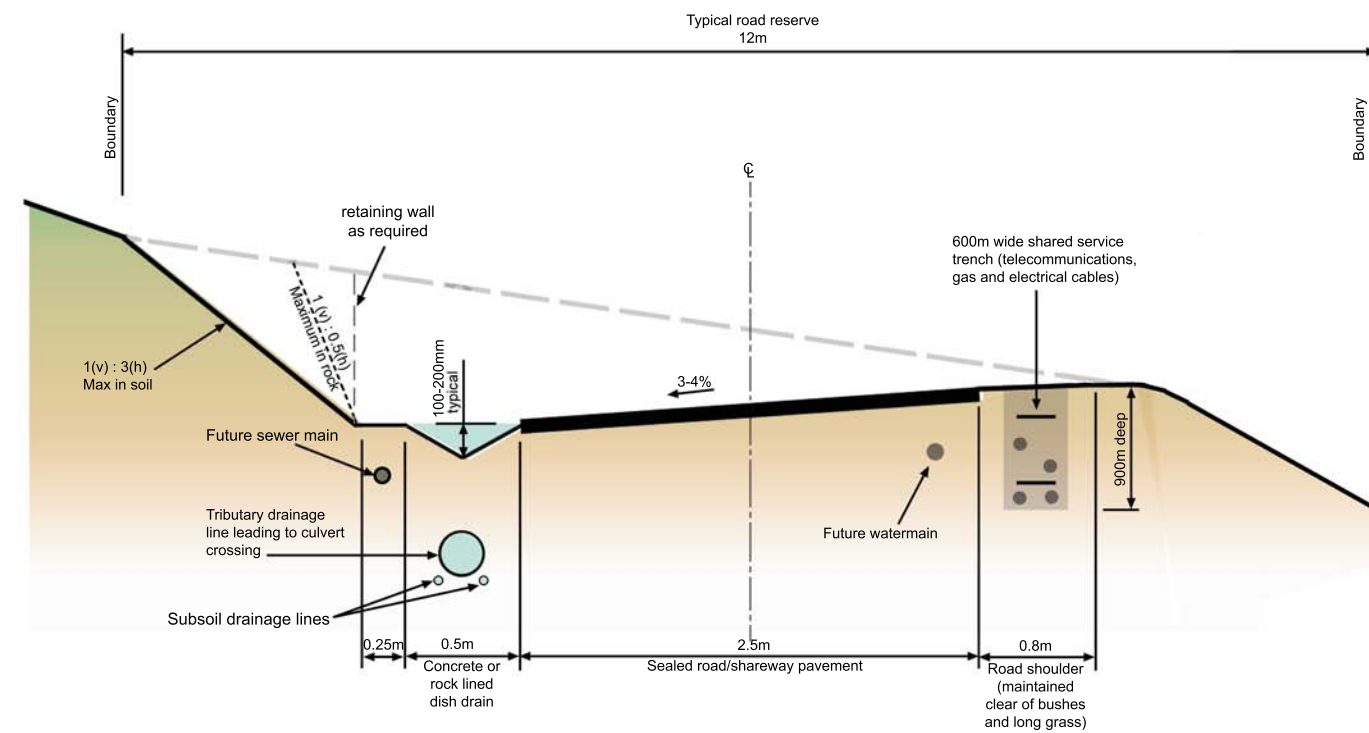 Typical road reserve
12m
Boundary
Boundary
℄
retaining wall
as required
600m wide shared service
trench (telecommunications,
gas and electrical cables)
1 (v) : 0.5(h)
Maximum in rock
1(v) : 3(h)
Max in soil
100-200mm
typical
3-4%
900m deep
Future sewer main
Tributary drainage
line leading to culvert
crossing
Future watermain
Subsoil drainage lines
0.25m
0.5m
2.5m
0.8m
Concrete or
rock lined
dish drain
Sealed road/shareway pavement
Road shoulder
(maintained
clear of bushes
and long grass)